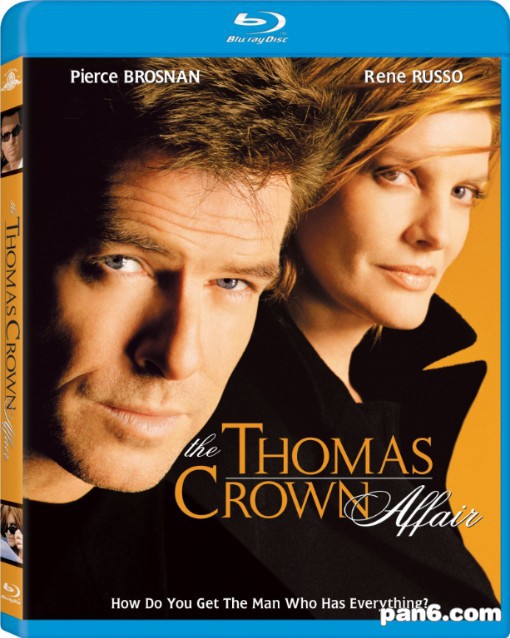 Blu-ray Disc
Pierce BROSNAN
Rene RUSSO
the
THOMAS
CROWN
Affair
the
THOMAS
CROWN
Affair
How Do You Get The Man Who Has Everything?
pan6.com